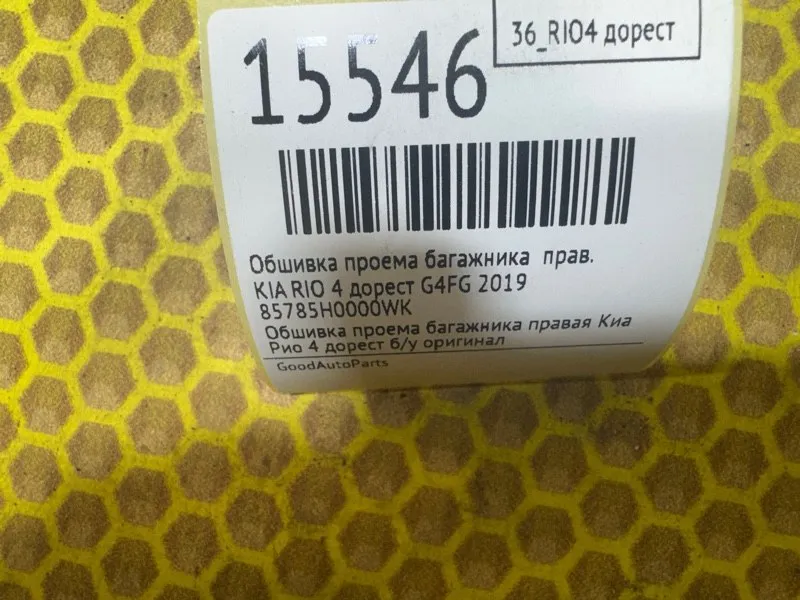 36_RIO4 дорест
15546
Обшивка проема багажника прав.
KIA RIO 4 дорест G4FG 2019
85785H0000WK
Обшивка проема багажника правая Киа
Рио 4 дорест б/у оригинал
GoodAutoParts